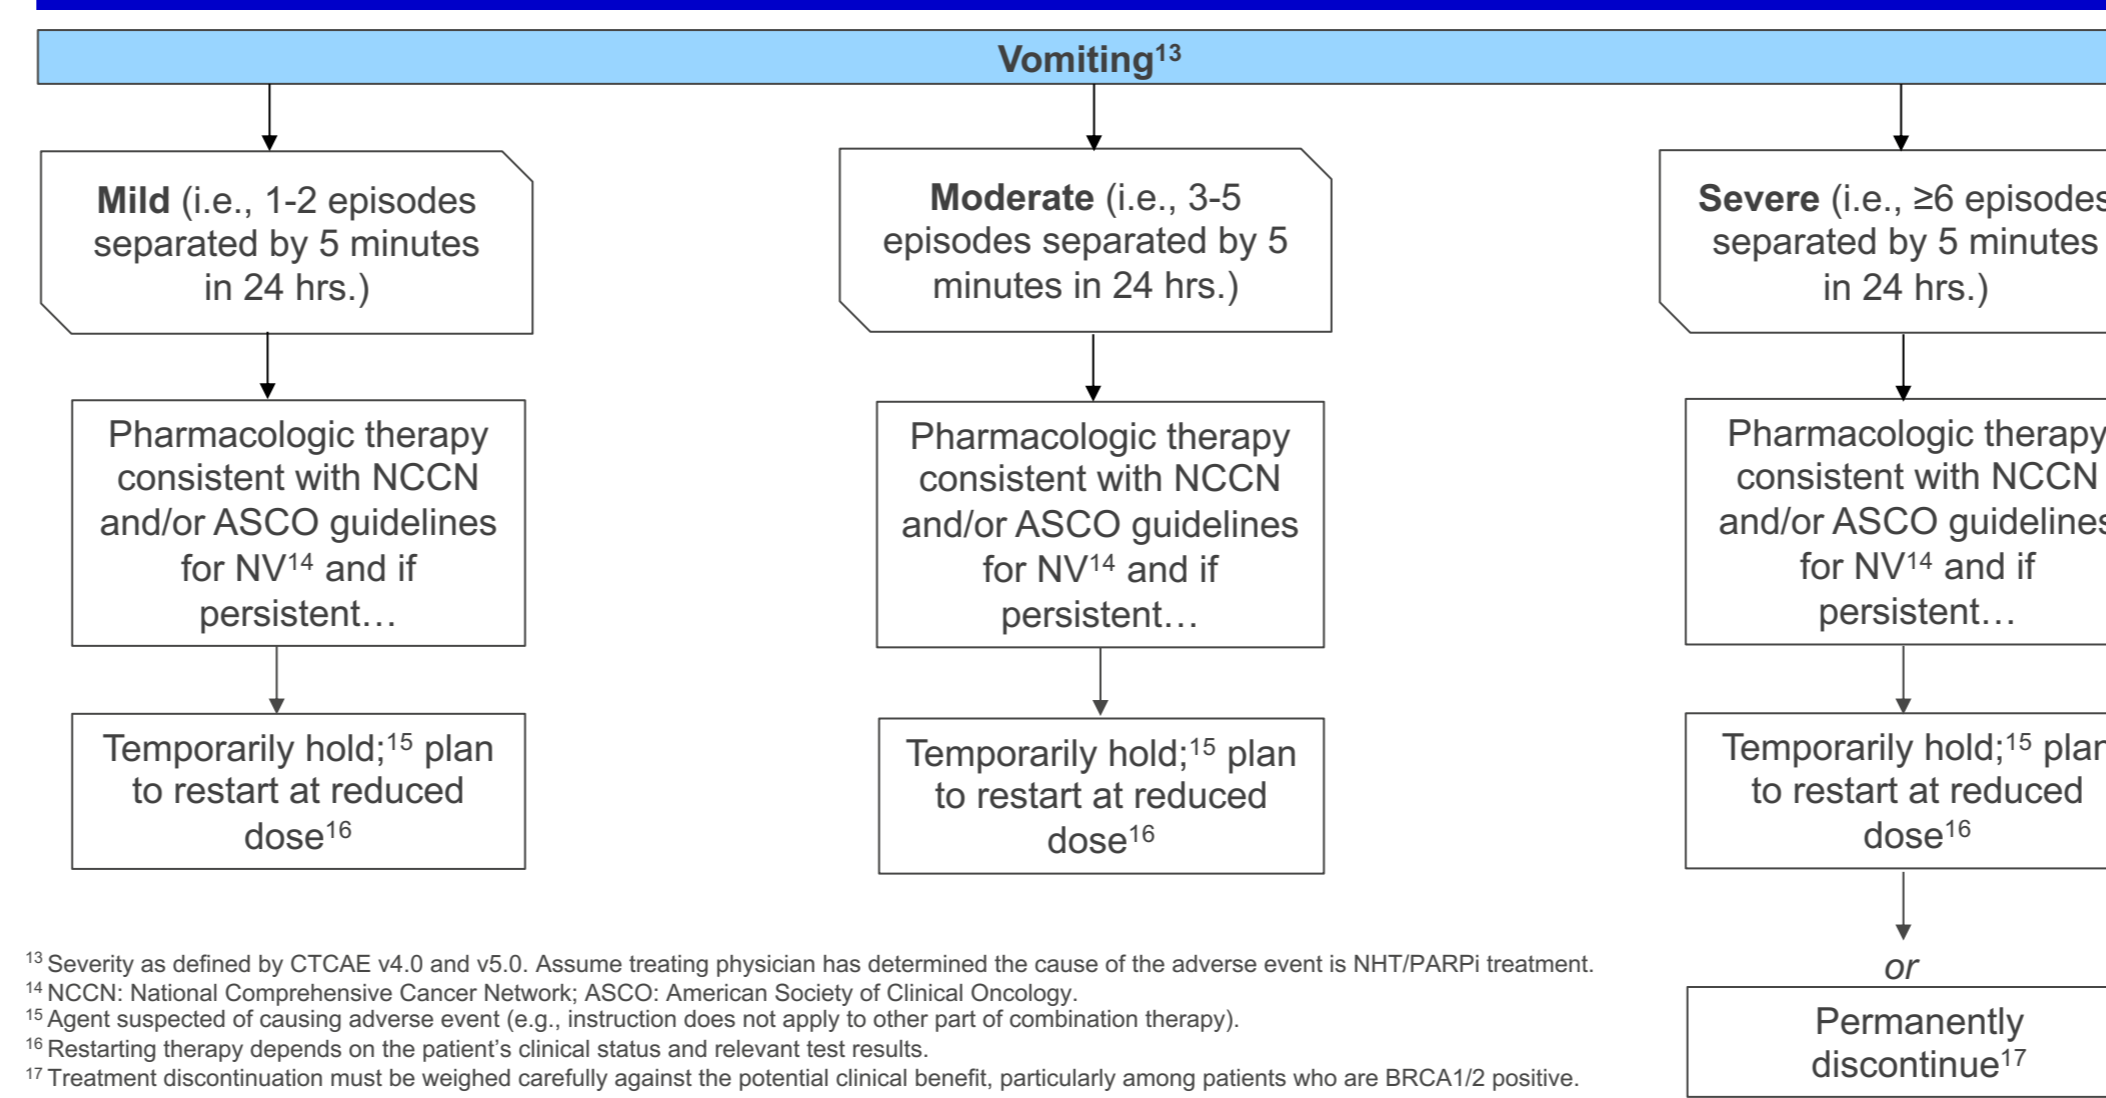 Vomiting¹³
Mild (i.e., 1-2 episodes
separated by 5 minutes
in 24 hrs.)
Pharmacologic therapy
consistent with NCCN
and/or ASCO guidelines
for NV¹⁴ and if
persistent…
Temporarily hold;¹⁵ plan
to restart at reduced
dose¹⁶
Moderate (i.e., 3-5
episodes separated by 5
minutes in 24 hrs.)
Pharmacologic therapy
consistent with NCCN
and/or ASCO guidelines
for NV¹⁴ and if
persistent…
Temporarily hold;¹⁵ plan
to restart at reduced
dose¹⁶
Severe (i.e., ≥6 episodes
separated by 5 minutes
in 24 hrs.)
Pharmacologic therapy
consistent with NCCN
and/or ASCO guidelines
for NV¹⁴ and if
persistent…
Temporarily hold;¹⁵ plan
to restart at reduced
dose¹⁶
or
Permanently
discontinue¹⁷
¹³ Severity as defined by CTCAE v4.0 and v5.0. Assume treating physician has determined the cause of the adverse event is NHT/PARPi treatment.
¹⁴ NCCN: National Comprehensive Cancer Network; ASCO: American Society of Clinical Oncology.
¹⁵ Agent suspected of causing adverse event (e.g., instruction does not apply to other part of combination therapy).
¹⁶ Restarting therapy depends on the patient’s clinical status and relevant test results.
¹⁷ Treatment discontinuation must be weighed carefully against the potential clinical benefit, particularly among patients who are BRCA1/2 positive.